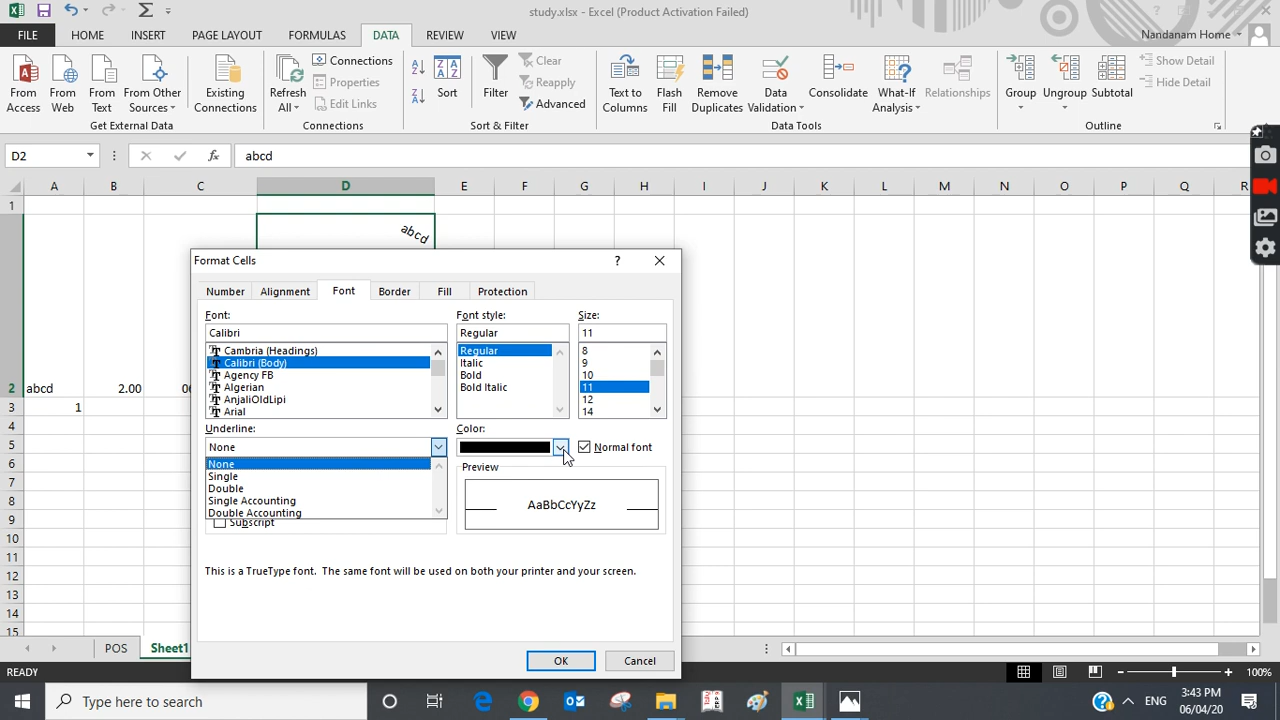 study.xlsx - Excel (Product Activation Failed)
FILE HOME INSERT PAGE LAYOUT FORMULAS DATA REVIEW VIEW Nandanam Home
From Access
From Web
From Text
From Other Sources
Existing Connections
Refresh All
Connections
Properties
Edit Links
Sort
Filter
Clear
Reapply
Advanced
Text to Columns
Flash Fill
Remove Duplicates
Data Validation
Consolidate
What-If Analysis
Relationships
Group
Ungroup
Subtotal
Show Detail
Hide Detail
Get External Data Connections Sort & Filter Data Tools Outline
D2 fx abcd
A B C D E F G H I J K L M N O P Q R
1
abcd
2 abcd 2.00 06
3 1
4
5
6
7
8
9
10
11
12
13
14
15
Format Cells ?
Number Alignment Font Border Fill Protection
Font: Font style: Size:
Calibri Regular 11
Cambria (Headings) Regular 8
Calibri (Body) Italic 9
Agency FB Bold 10
Algerian Bold Italic 11
AnjaliOldLipi 12
Arial 14
Underline: Color:
None Normal font
None Preview
Single
Double
Single Accounting AaBbCcYyZz
Double Accounting
Subscript
This is a TrueType font. The same font will be used on both your printer and your screen.
OK Cancel
POS Sheet1
READY 100%
Type here to search ENG 3:43 PM
06/04/20